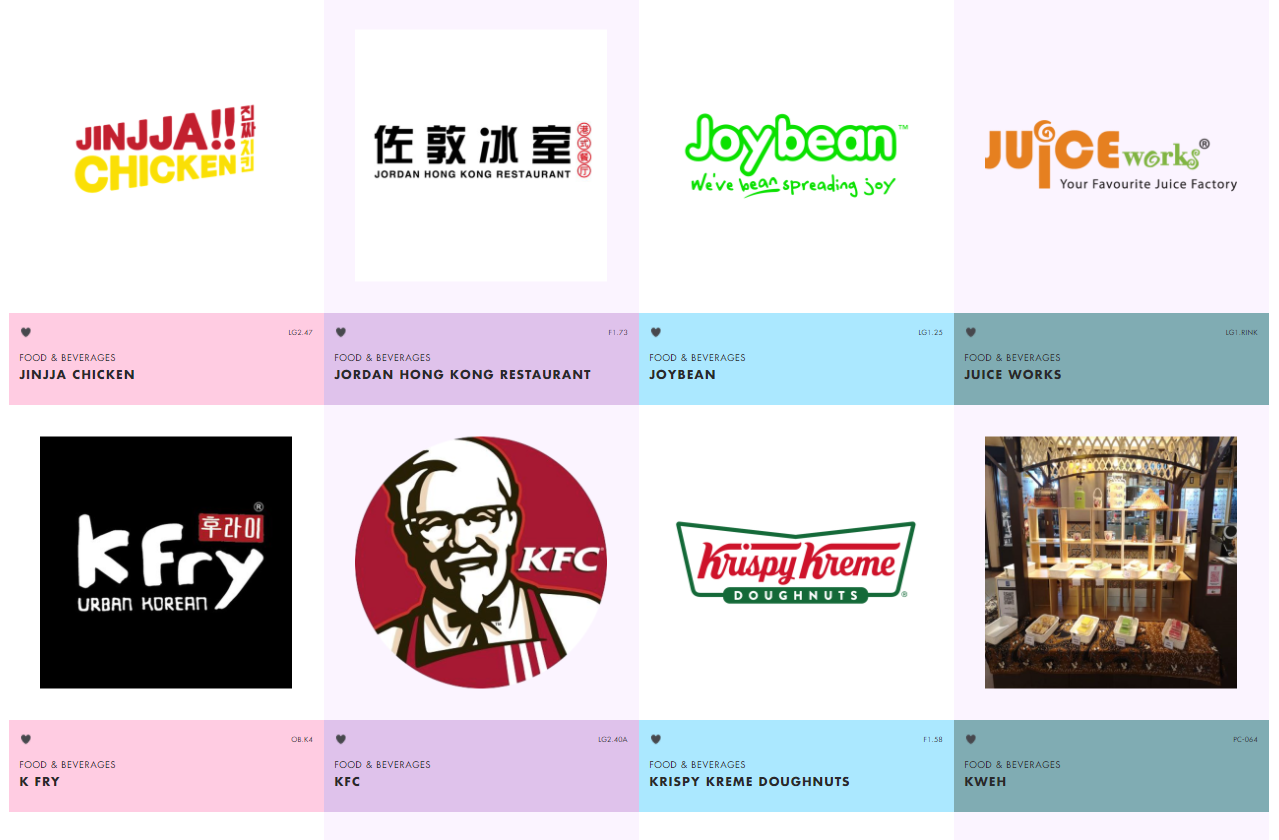 JINJJA!!
CHICKEN
진짜치킨
佐敦冰室
JORDAN HONG KONG RESTAURANT
港式餐厅
Joybean™
We've bean spreading joy
JUiCE works®
Your Favourite Juice Factory
LG2.47
FOOD & BEVERAGES
JINJJA CHICKEN
F1.73
FOOD & BEVERAGES
JORDAN HONG KONG RESTAURANT
LG1.25
FOOD & BEVERAGES
JOYBEAN
LG1.RINK
FOOD & BEVERAGES
JUICE WORKS
K Fry 후라이®
URBAN KOREAN
KFC
Krispy Kreme
DOUGHNUTS®
OB.K4
FOOD & BEVERAGES
K FRY
LG2.40A
FOOD & BEVERAGES
KFC
F1.58
FOOD & BEVERAGES
KRISPY KREME DOUGHNUTS
PC-064
FOOD & BEVERAGES
KWEH